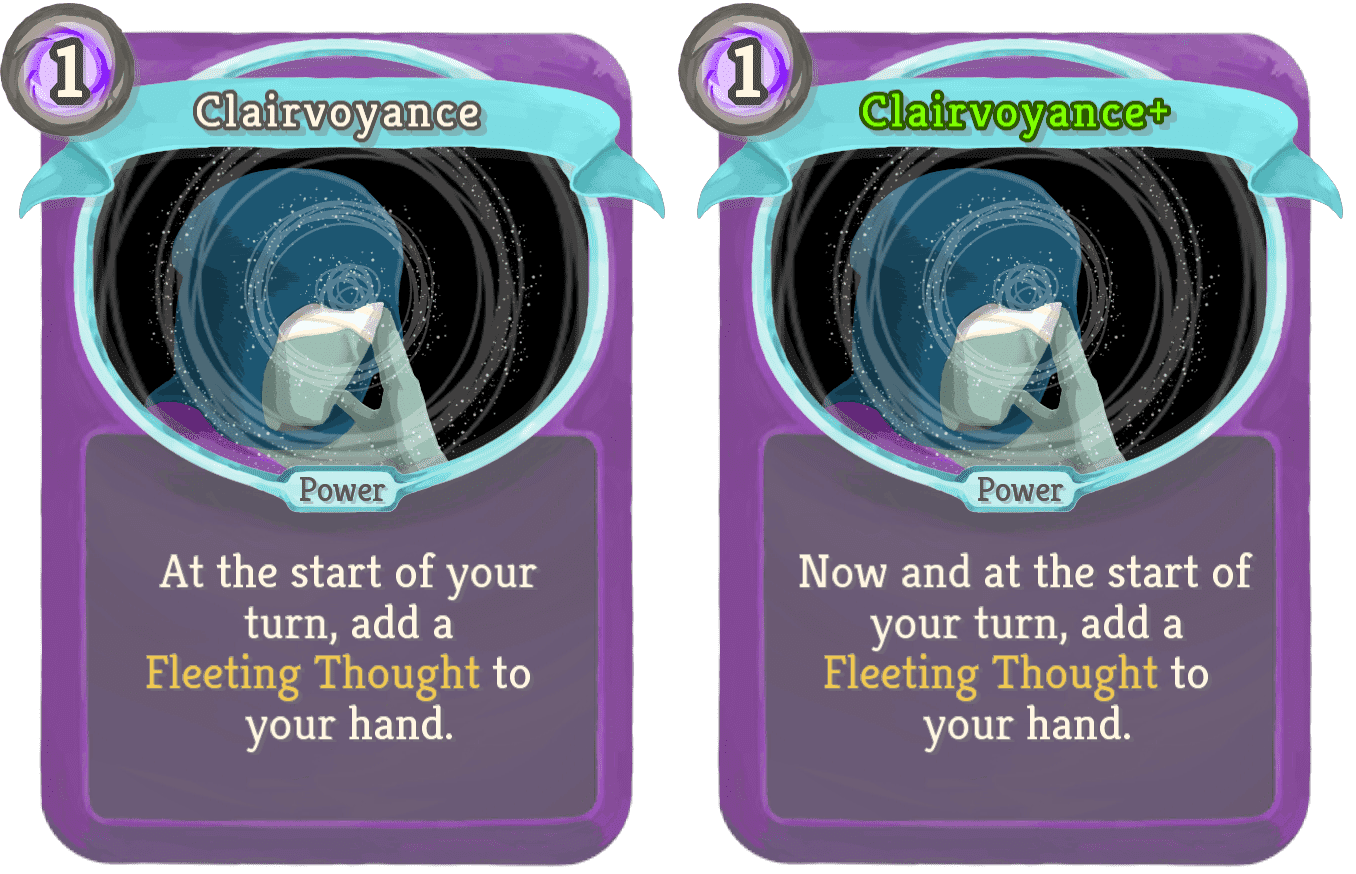 1
Clairvoyance
Power
At the start of your
turn, add a
Fleeting Thought to
your hand.
1
Clairvoyance+
Power
Now and at the start of
your turn, add a
Fleeting Thought to
your hand.